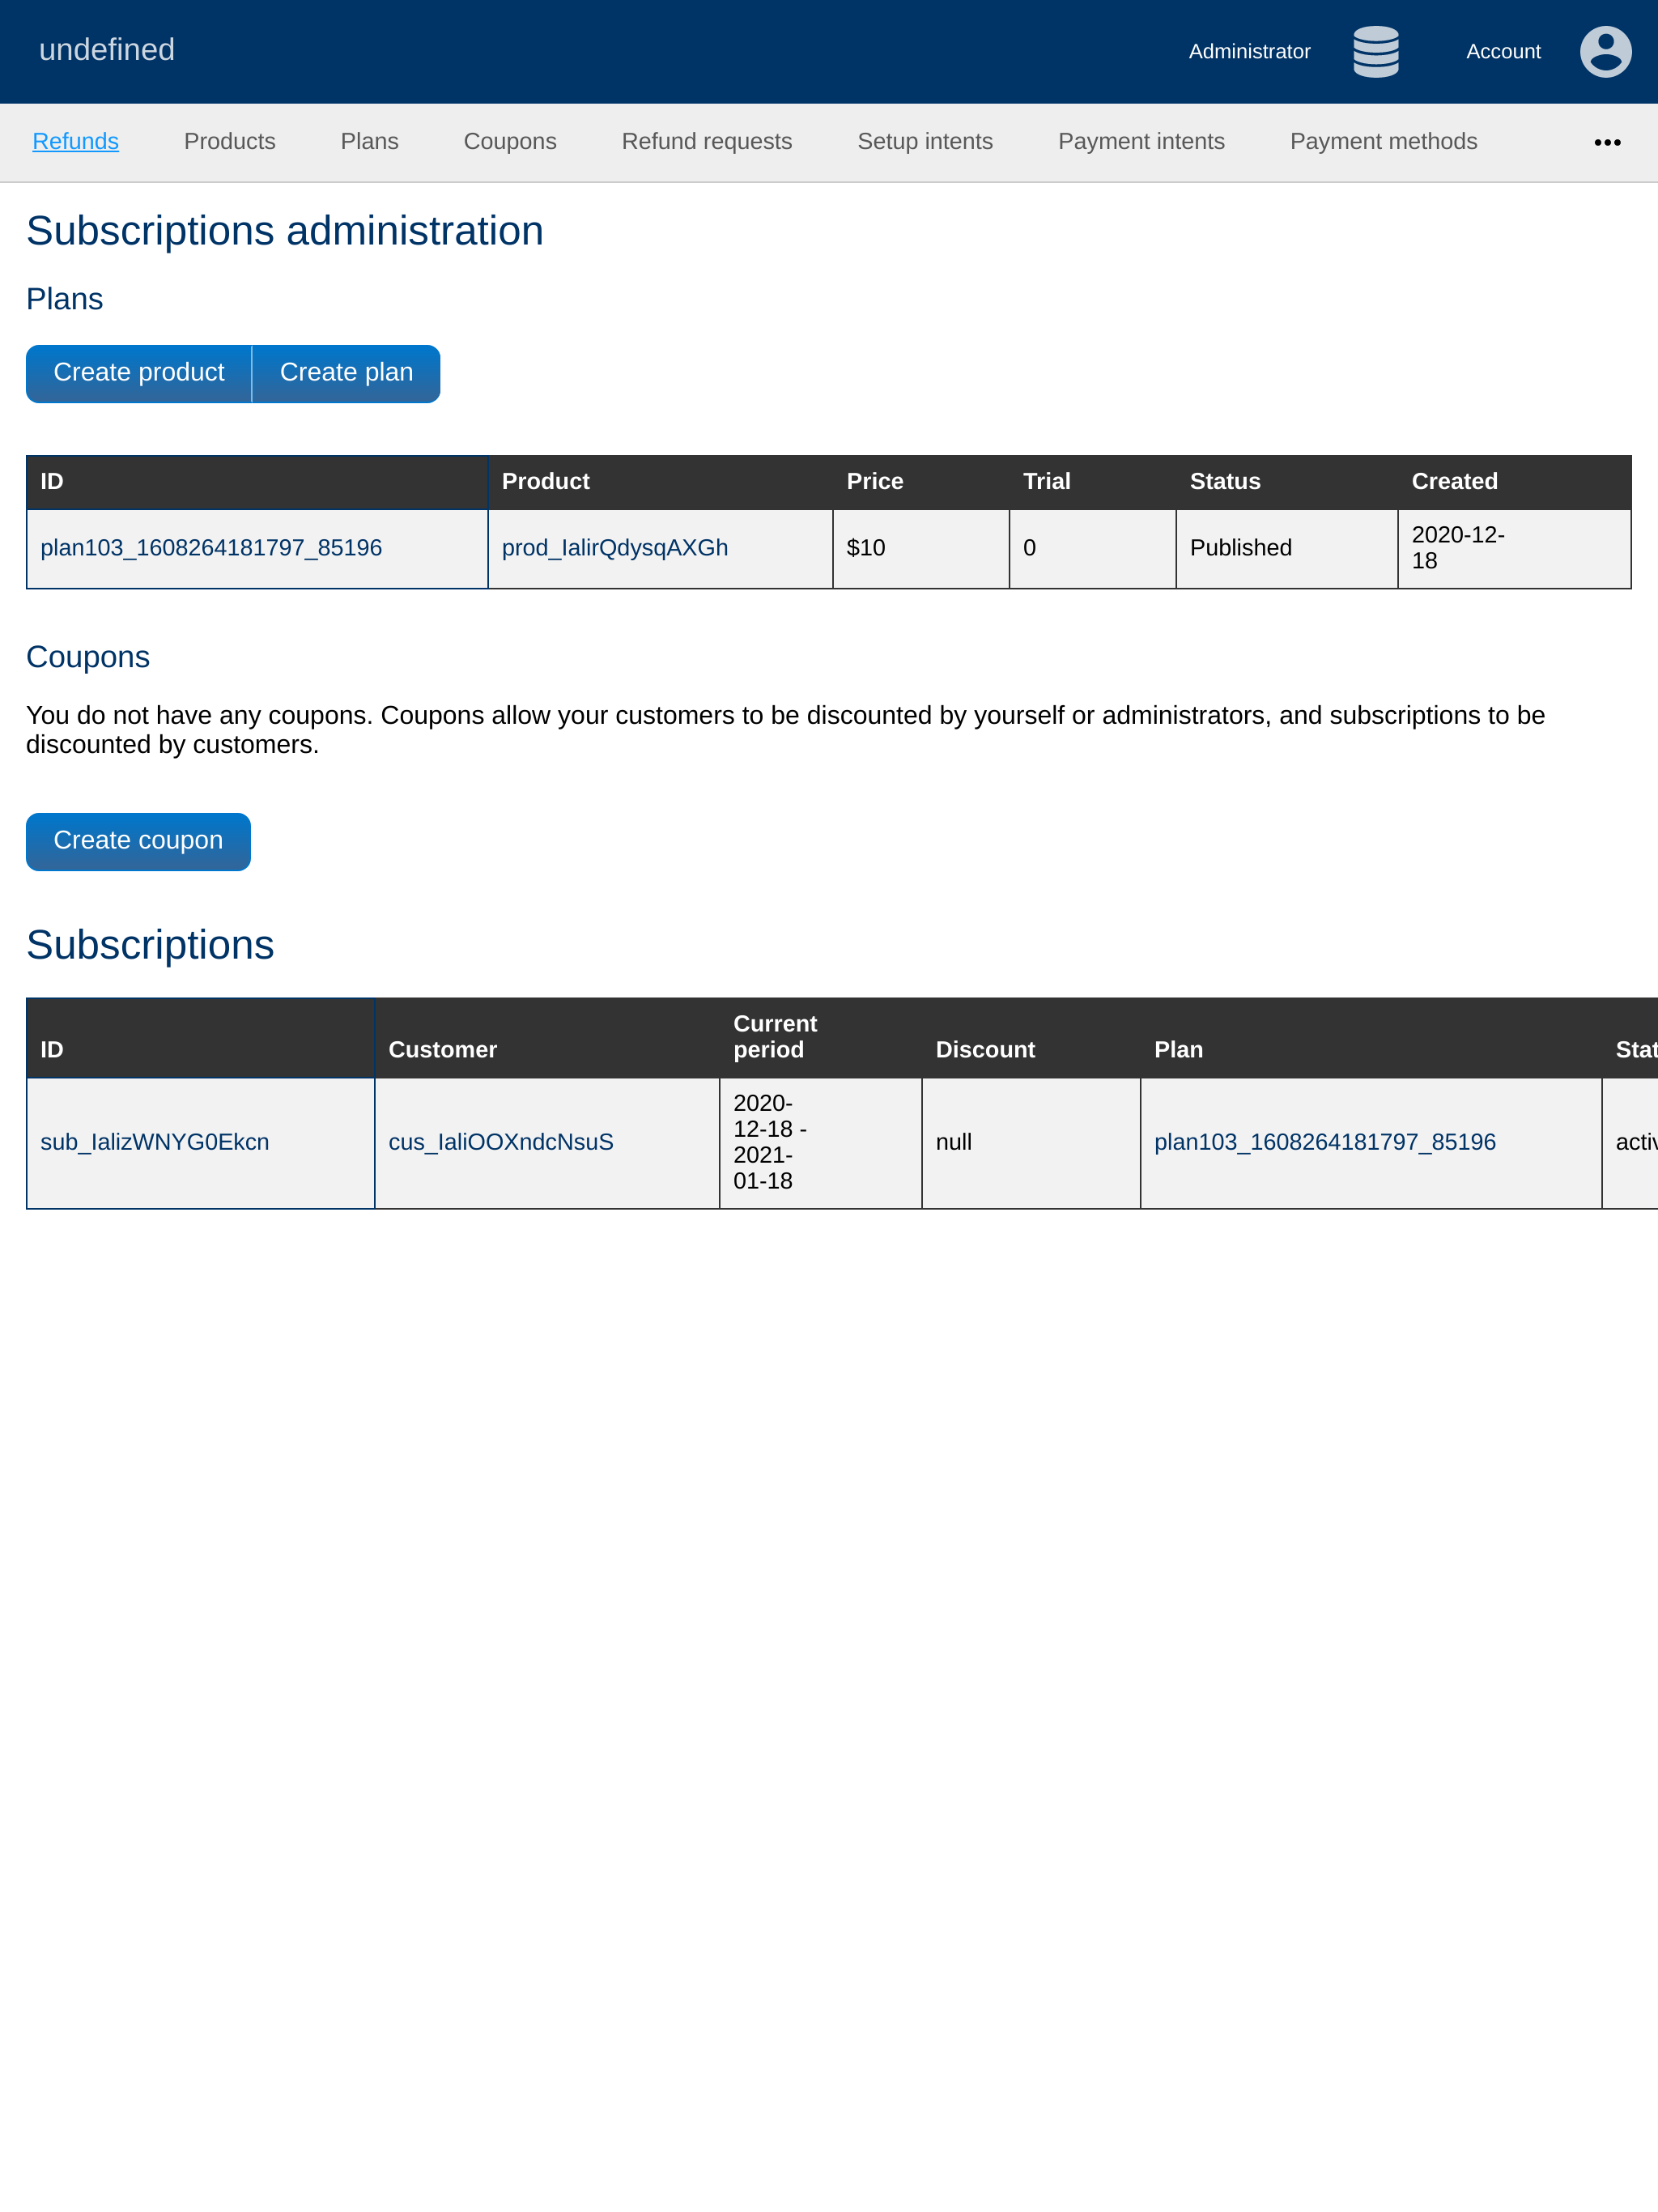 undefined
Administrator
Account
Refunds Products Plans Coupons Refund requests Setup intents Payment intents Payment methods •••
Subscriptions administration
Plans
Create product Create plan
ID Product Price Trial Status Created
plan103_1608264181797_85196 prod_IalirQdysqAXGh $10 0 Published 2020-12-
18
Coupons
You do not have any coupons. Coupons allow your customers to be discounted by yourself or administrators, and subscriptions to be
discounted by customers.
Create coupon
Subscriptions
ID Customer Current
period Discount Plan
sub_IalizWNYG0Ekcn cus_IaliOOXndcNsuS 2020-
12-18 -
2021-
01-18 null plan103_1608264181797_85196